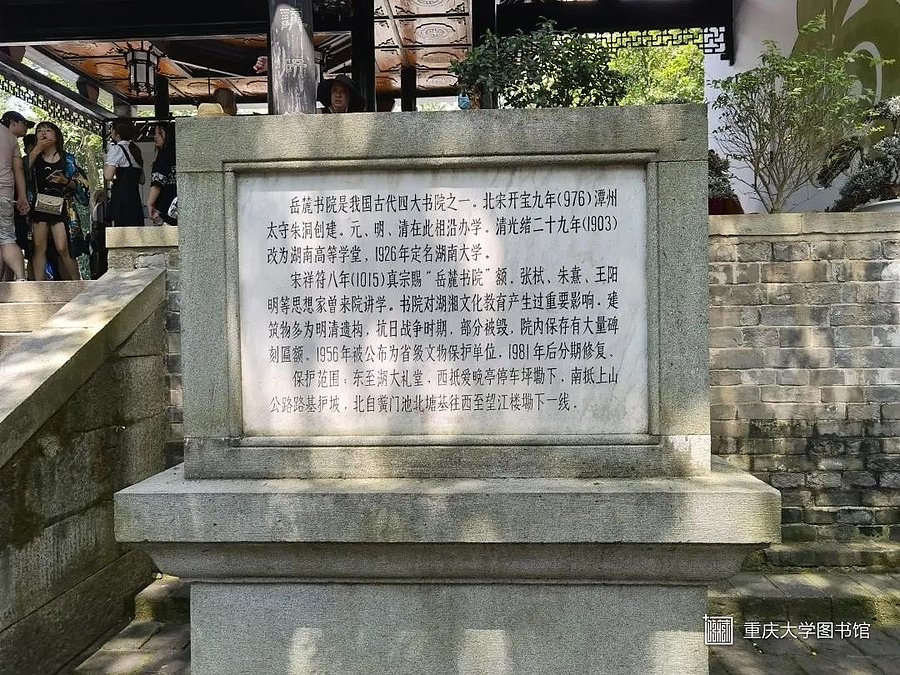 岳麓书院是我国古代四大书院之一．北宋开宝九年(976)潭州
太守朱洞创建．元、明、清在此相沿办学．清光绪二十九年(1903)
改为湖南高等学堂，1926年定名湖南大学。
宋祥符八年(1015)真宗賜“岳麓书院”额．张栻、朱熹、王阳
明等思想家曾来院讲学。书院对湖湘文化教育产生过重要影响．建
筑物多为明清遗构，抗日战争时期，部分被毁，院内保存有大量碑
刻匾额．1956年被公布为省级文物保护单位，1981年后分期修复．
保护范围：东至湖大礼堂．西抵爱晚亭停车坪勘下，南抵上山
公路路基护坡．北自黉门池北塘基往西至望江楼勘下一线．
重庆大学图书馆